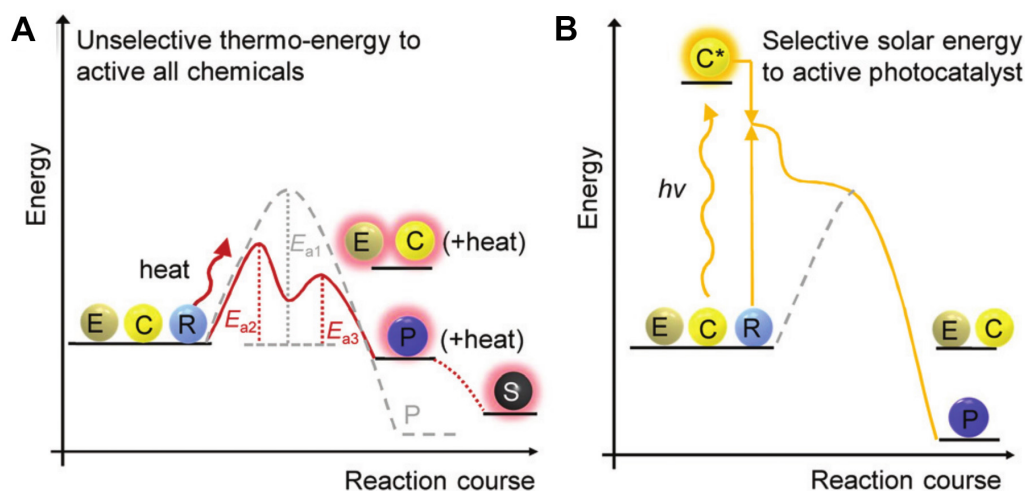 A
Unselective thermo-energy to
active all chemicals
Energy
heat
E C R
Ea1
Ea2
Ea3
E C (+heat)
P (+heat)
S
P
Reaction course
B
Selective solar energy
to active photocatalyst
C*
Energy
hv
E C R
E C
P
Reaction course